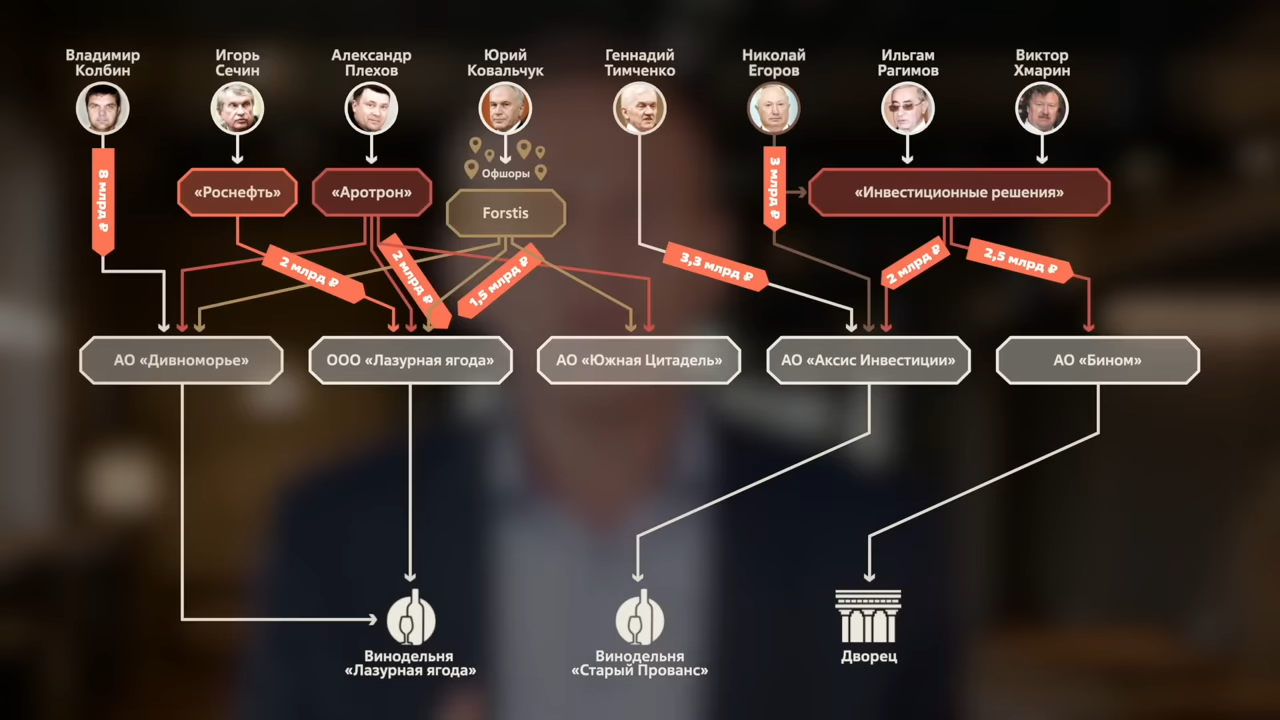 Владимир
Колбин
Игорь
Сечин
Александр
Плехов
Юрий
Ковальчук
Геннадий
Тимченко
Николай
Егоров
Ильгам
Рагимов
Виктор
Хмарин
8 млрд ₽
«Роснефть»
«Аротрон»
Офшоры
Forstis
3 млрд ₽
«Инвестиционные решения»
2 млрд ₽
2 млрд ₽
1,5 млрд ₽
3,3 млрд ₽
2 млрд ₽
2,5 млрд ₽
АО «Дивноморье»
ООО «Лазурная ягода»
АО «Южная Цитадель»
АО «Аксис Инвестиции»
АО «Бином»
Винодельня
«Лазурная ягода»
Винодельня
«Старый Прованс»
Дворец